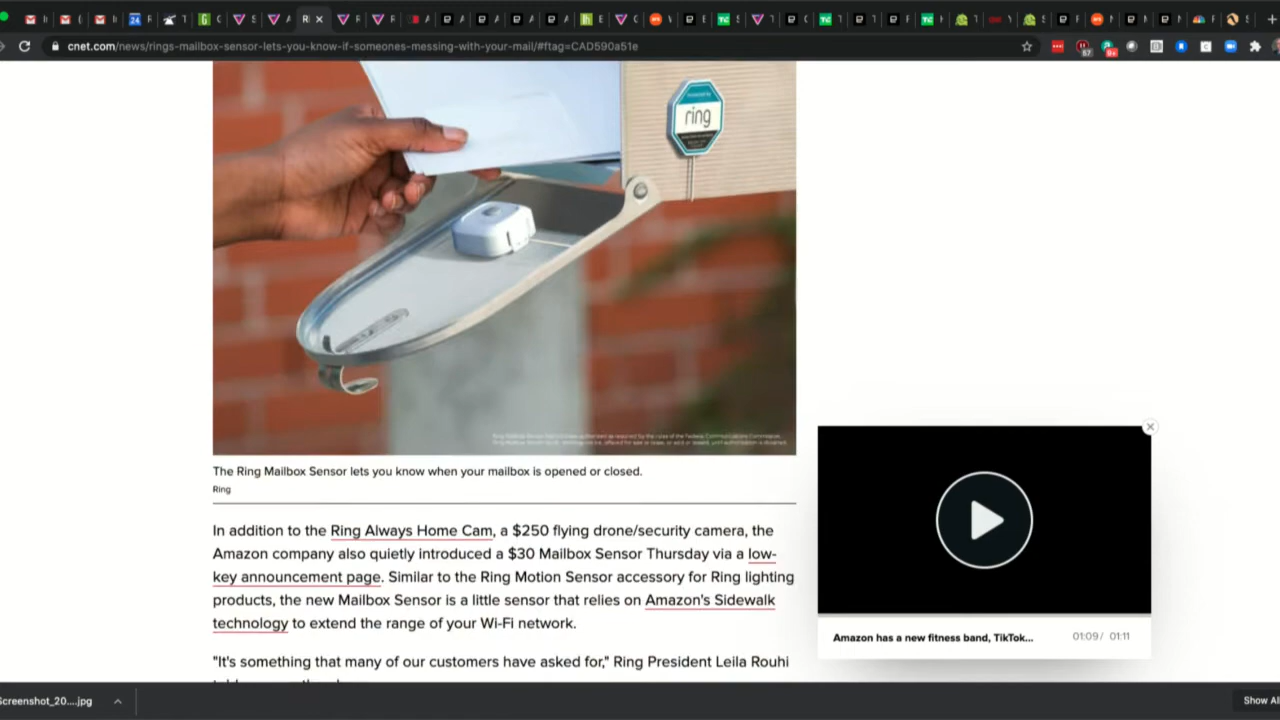 24
cnet.com/news/rings-mailbox-sensor-lets-you-know-if-someones-messing-with-your-mail/#ftag=CAD590a51e
57
9+
ring
The Ring Mailbox Sensor lets you know when your mailbox is opened or closed.
Ring
In addition to the Ring Always Home Cam, a $250 flying drone/security camera, the
Amazon company also quietly introduced a $30 Mailbox Sensor Thursday via a low-
key announcement page. Similar to the Ring Motion Sensor accessory for Ring lighting
products, the new Mailbox Sensor is a little sensor that relies on Amazon's Sidewalk
technology to extend the range of your Wi-Fi network.
"It's something that many of our customers have asked for," Ring President Leila Rouhi
Amazon has a new fitness band, TikTok...
01:09 / 01:11
Screenshot_20....jpg
Show All